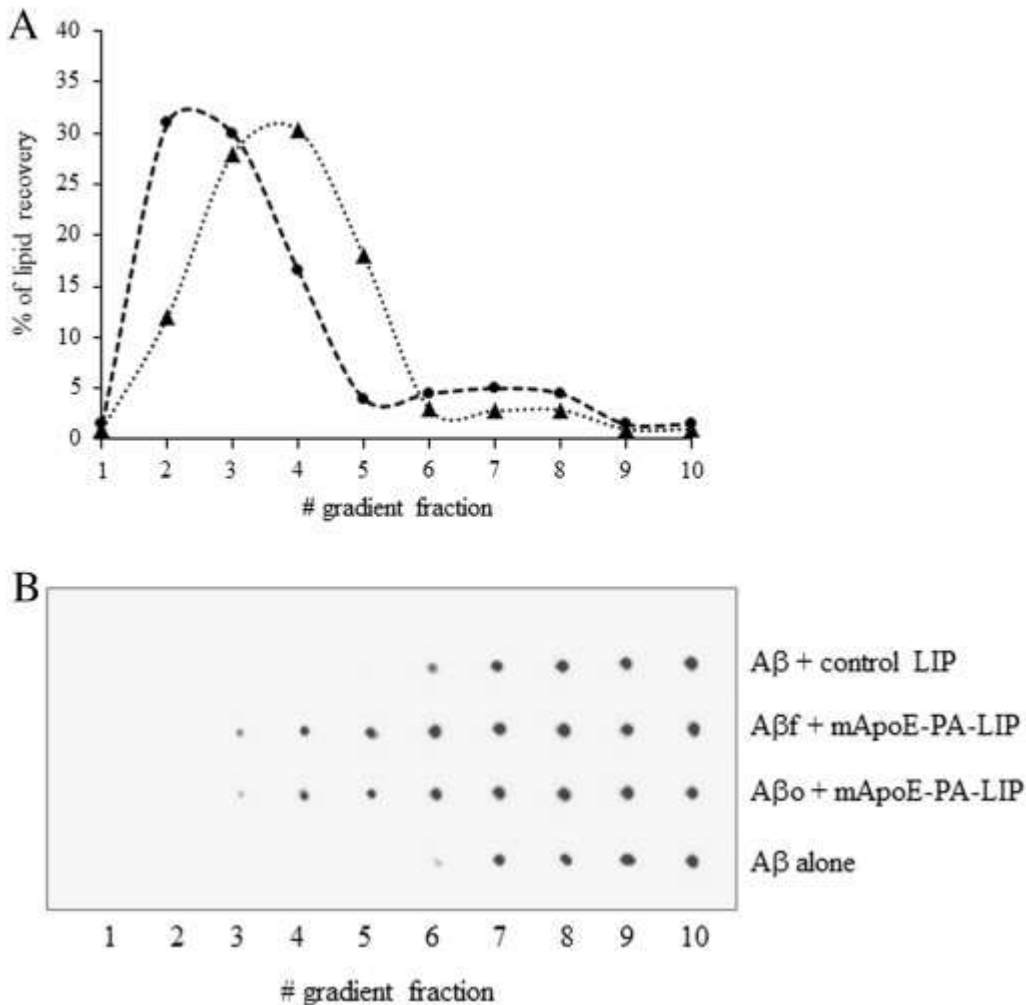 A
40
35
30
25
20
15
10
5
0
% of lipid recovery
1 2 3 4 5 6 7 8 9 10
# gradient fraction
B
Aβ + control LIP
Aβf + mApoE-PA-LIP
Aβo + mApoE-PA-LIP
Aβ alone
1 2 3 4 5 6 7 8 9 10
# gradient fraction